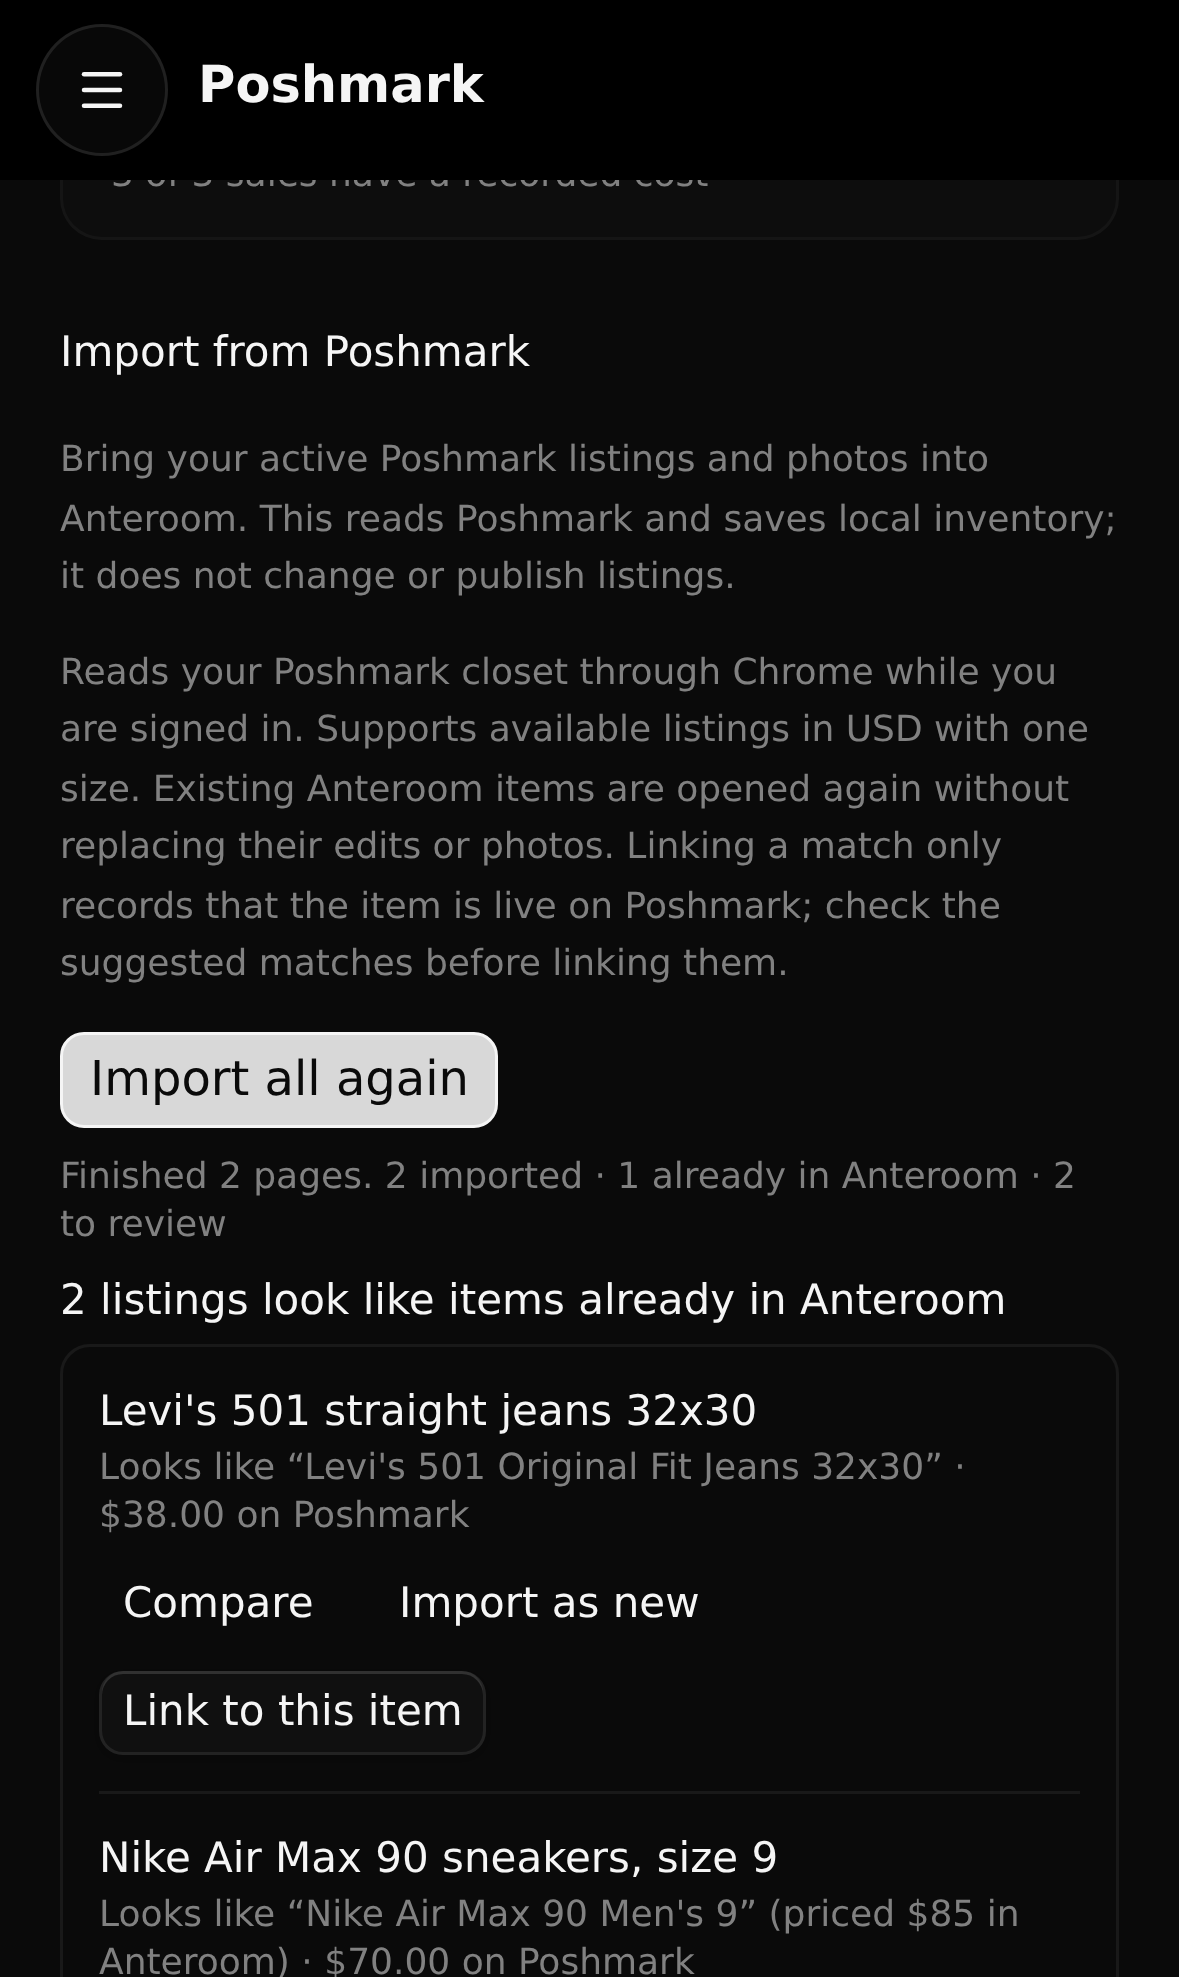 Poshmark
3 of 3 sales have a recorded cost
Import from Poshmark
Bring your active Poshmark listings and photos into
Anteroom. This reads Poshmark and saves local inventory;
it does not change or publish listings.
Reads your Poshmark closet through Chrome while you
are signed in. Supports available listings in USD with one
size. Existing Anteroom items are opened again without
replacing their edits or photos. Linking a match only
records that the item is live on Poshmark; check the
suggested matches before linking them.
Import all again
Finished 2 pages. 2 imported · 1 already in Anteroom · 2
to review
2 listings look like items already in Anteroom
Levi's 501 straight jeans 32x30
Looks like “Levi's 501 Original Fit Jeans 32x30” ·
$38.00 on Poshmark
Compare Import as new
Link to this item
Nike Air Max 90 sneakers, size 9
Looks like “Nike Air Max 90 Men's 9” (priced $85 in
Anteroom) · $70.00 on Poshmark